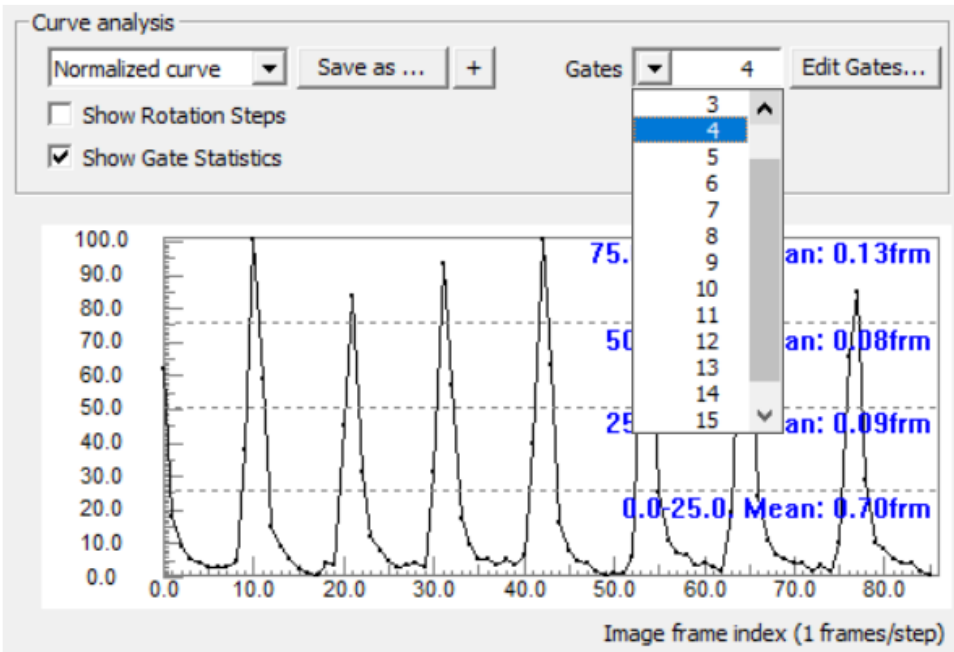 Curve analysis
Normalized curve Save as ... + Gates 4 Edit Gates...
Show Rotation Steps
Show Gate Statistics
3
4
5
6
7
8
9
10
11
12
13
14
15
100.0
90.0
80.0
70.0
60.0
50.0
40.0
30.0
20.0
10.0
0.0
75. an: 0.13frm
50 an: 0.08frm
25 an: 0.09frm
0.0-25.0, Mean: 0.70frm
0.0 10.0 20.0 30.0 40.0 50.0 60.0 70.0 80.0
Image frame index (1 frames/step)